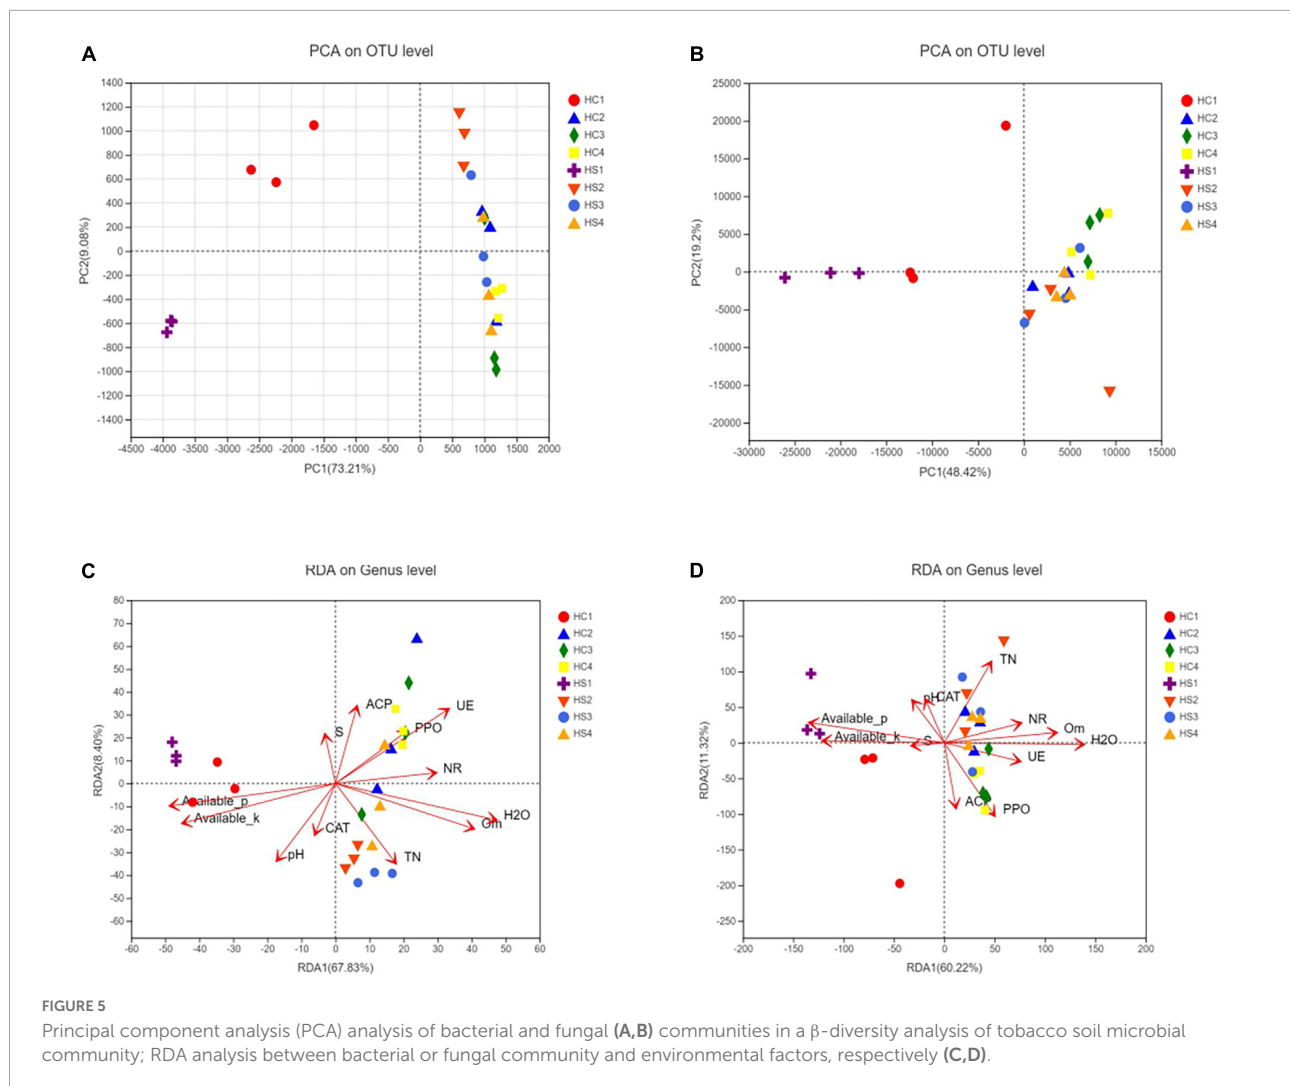 A
PCA on OTU level
1400
1200
1000
800
600
400
200
0
-200
-400
-600
-800
-1000
-1200
-1400
PC2(9.08%)
-4500 -4000 -3500 -3000 -2500 -2000 -1500 -1000 -500 0 500 1000 1500 2000
PC1(73.21%)
HC1
HC2
HC3
HC4
HS1
HS2
HS3
HS4
B
PCA on OTU level
25000
20000
15000
10000
5000
0
-5000
-10000
-15000
-20000
PC2(19.2%)
-30000 -25000 -20000 -15000 -10000 -5000 0 5000 10000 15000
PC1(48.42%)
HC1
HC2
HC3
HC4
HS1
HS2
HS3
HS4
C
RDA on Genus level
80
70
60
50
40
30
20
10
0
-10
-20
-30
-40
-50
-60
RDA2(8.40%)
ACP
UE
S
PPO
NR
Available_p
Available_k
CAT
H2O
Om
pH
TN
-60 -50 -40 -30 -20 -10 0 10 20 30 40 50 60
RDA1(67.83%)
HC1
HC2
HC3
HC4
HS1
HS2
HS3
HS4
D
RDA on Genus level
200
150
100
50
0
-50
-100
-150
-200
-250
RDA2(11.32%)
TN
pH CAT
Available_p
NR
Om
Available_k
S
H2O
UE
ACP
PPO
-200 -150 -100 -50 0 50 100 150 200
RDA1(60.22%)
HC1
HC2
HC3
HC4
HS1
HS2
HS3
HS4
FIGURE 5
Principal component analysis (PCA) analysis of bacterial and fungal (A,B) communities in a β-diversity analysis of tobacco soil microbial
community; RDA analysis between bacterial or fungal community and environmental factors, respectively (C,D).